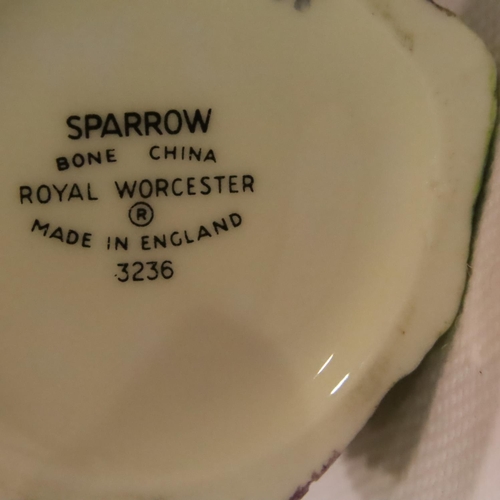 SPARROW
BONE CHINA
ROYAL WORCESTER
®
MADE IN ENGLAND
3236